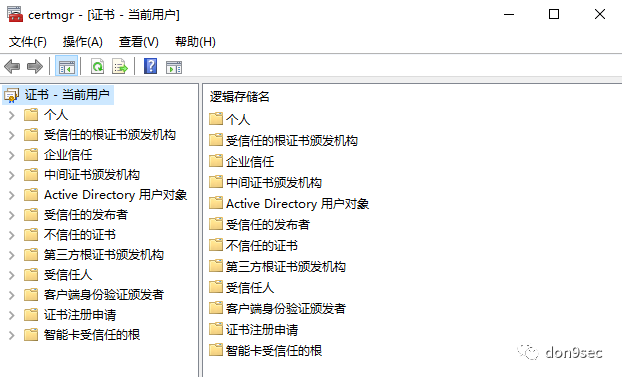 certmgr - [证书 - 当前用户]
文件(F) 操作(A) 查看(V) 帮助(H)
证书 - 当前用户
个人
受信任的根证书颁发机构
企业信任
中间证书颁发机构
Active Directory 用户对象
受信任的发布者
不信任的证书
第三方根证书颁发机构
受信任人
客户端身份验证颁发者
证书注册申请
智能卡受信任的根
逻辑存储名
个人
受信任的根证书颁发机构
企业信任
中间证书颁发机构
Active Directory 用户对象
受信任的发布者
不信任的证书
第三方根证书颁发机构
受信任人
客户端身份验证颁发者
证书注册申请
智能卡受信任的根
don9sec